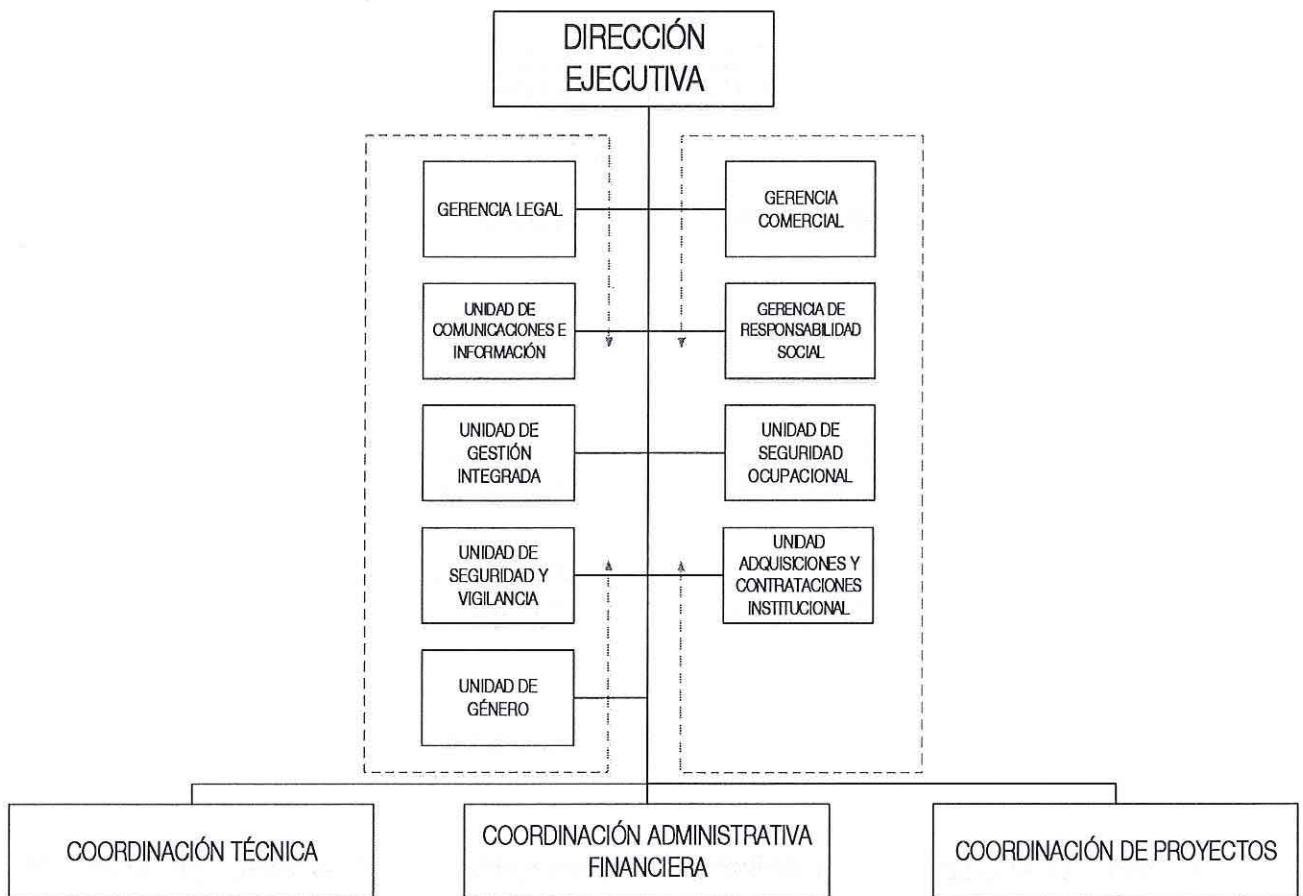 DIRECCIÓN
EJECUTIVA
GERENCIA LEGAL
GERENCIA
COMERCIAL
UNIDAD DE
COMUNICACIONES E
INFORMACIÓN
GERENCIA DE
RESPONSABILIDAD
SOCIAL
UNIDAD DE
GESTIÓN
INTEGRADA
UNIDAD DE
SEGURIDAD
OCUPACIONAL
UNIDAD DE
SEGURIDAD Y
VIGILANCIA
UNIDAD
ADQUISICIONES Y
CONTRATACIONES
INSTITUCIONAL
UNIDAD DE
GÉNERO
COORDINACIÓN TÉCNICA
COORDINACIÓN ADMINISTRATIVA
FINANCIERA
COORDINACIÓN DE PROYECTOS